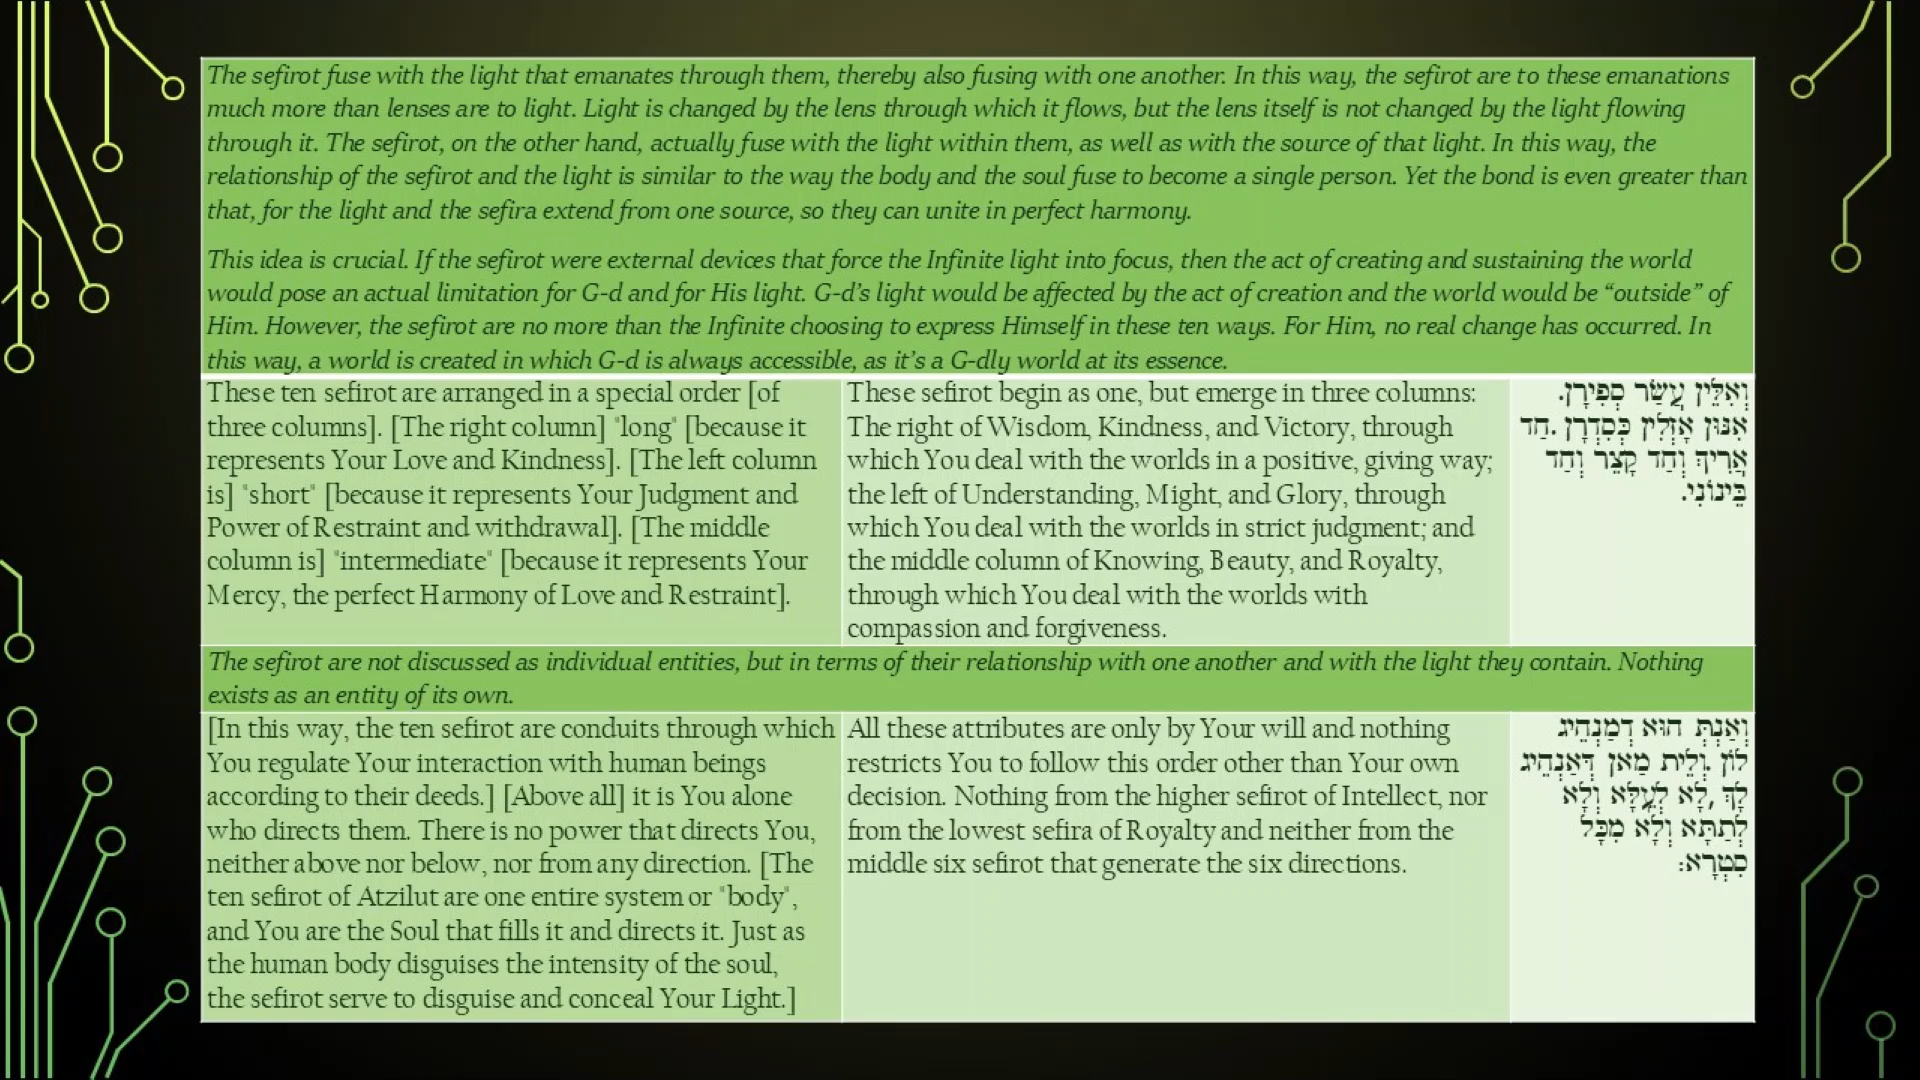 The sefirot fuse with the light that emanates through them, thereby also fusing with one another. In this way, the sefirot are to these emanations
much more than lenses are to light. Light is changed by the lens through which it flows, but the lens itself is not changed by the light flowing
through it. The sefirot, on the other hand, actually fuse with the light within them, as well as with the source of that light. In this way, the
relationship of the sefirot and the light is similar to the way the body and the soul fuse to become a single person. Yet the bond is even greater than
that, for the light and the sefira extend from one source, so they can unite in perfect harmony.
This idea is crucial. If the sefirot were external devices that force the Infinite light into focus, then the act of creating and sustaining the world
would pose an actual limitation for G-d and for His light. G-d’s light would be affected by the act of creation and the world would be “outside” of
Him. However, the sefirot are no more than the Infinite choosing to express Himself in these ten ways. For Him, no real change has occurred. In
this way, a world is created in which G-d is always accessible, as it’s a G-dly world at its essence.
These ten sefirot are arranged in a special order [of
three columns]. [The right column] "long" [because it
represents Your Love and Kindness]. [The left column
is] "short" [because it represents Your Judgment and
Power of Restraint and withdrawal]. [The middle
column is] "intermediate" [because it represents Your
Mercy, the perfect Harmony of Love and Restraint].
These sefirot begin as one, but emerge in three columns:
The right of Wisdom, Kindness, and Victory, through
which You deal with the worlds in a positive, giving way;
the left of Understanding, Might, and Glory, through
which You deal with the worlds in strict judgment; and
the middle column of Knowing, Beauty, and Royalty,
through which You deal with the worlds with
compassion and forgiveness.
וְאִלֵּין עֲשַׂר סְפִירָן.
אִנּוּן אָזְלִין כְּסִדְרָן .חַד
אֲרִיךְ וְחַד קָצֵר וְחַד
בֵּינוֹנִי.
The sefirot are not discussed as individual entities, but in terms of their relationship with one another and with the light they contain. Nothing
exists as an entity of its own.
[In this way, the ten sefirot are conduits through which
You regulate Your interaction with human beings
according to their deeds.] [Above all] it is You alone
who directs them. There is no power that directs You,
neither above nor below, nor from any direction. [The
ten sefirot of Atzilut are one entire system or "body",
and You are the Soul that fills it and directs it. Just as
the human body disguises the intensity of the soul,
the sefirot serve to disguise and conceal Your Light.]
All these attributes are only by Your will and nothing
restricts You to follow this order other than Your own
decision. Nothing from the higher sefirot of Intellect, nor
from the lowest sefira of Royalty and neither from the
middle six sefirot that generate the six directions.
וְאַנְתְּ הוּא דְמַנְהֵיג
לוֹן .וְלֵית מַאן דְּאַנְהֵיג
לָךְ ,לָא לְעֵלָּא וְלָא
לְתַתָּא וְלָא מִכָּל
סִטְרָא: